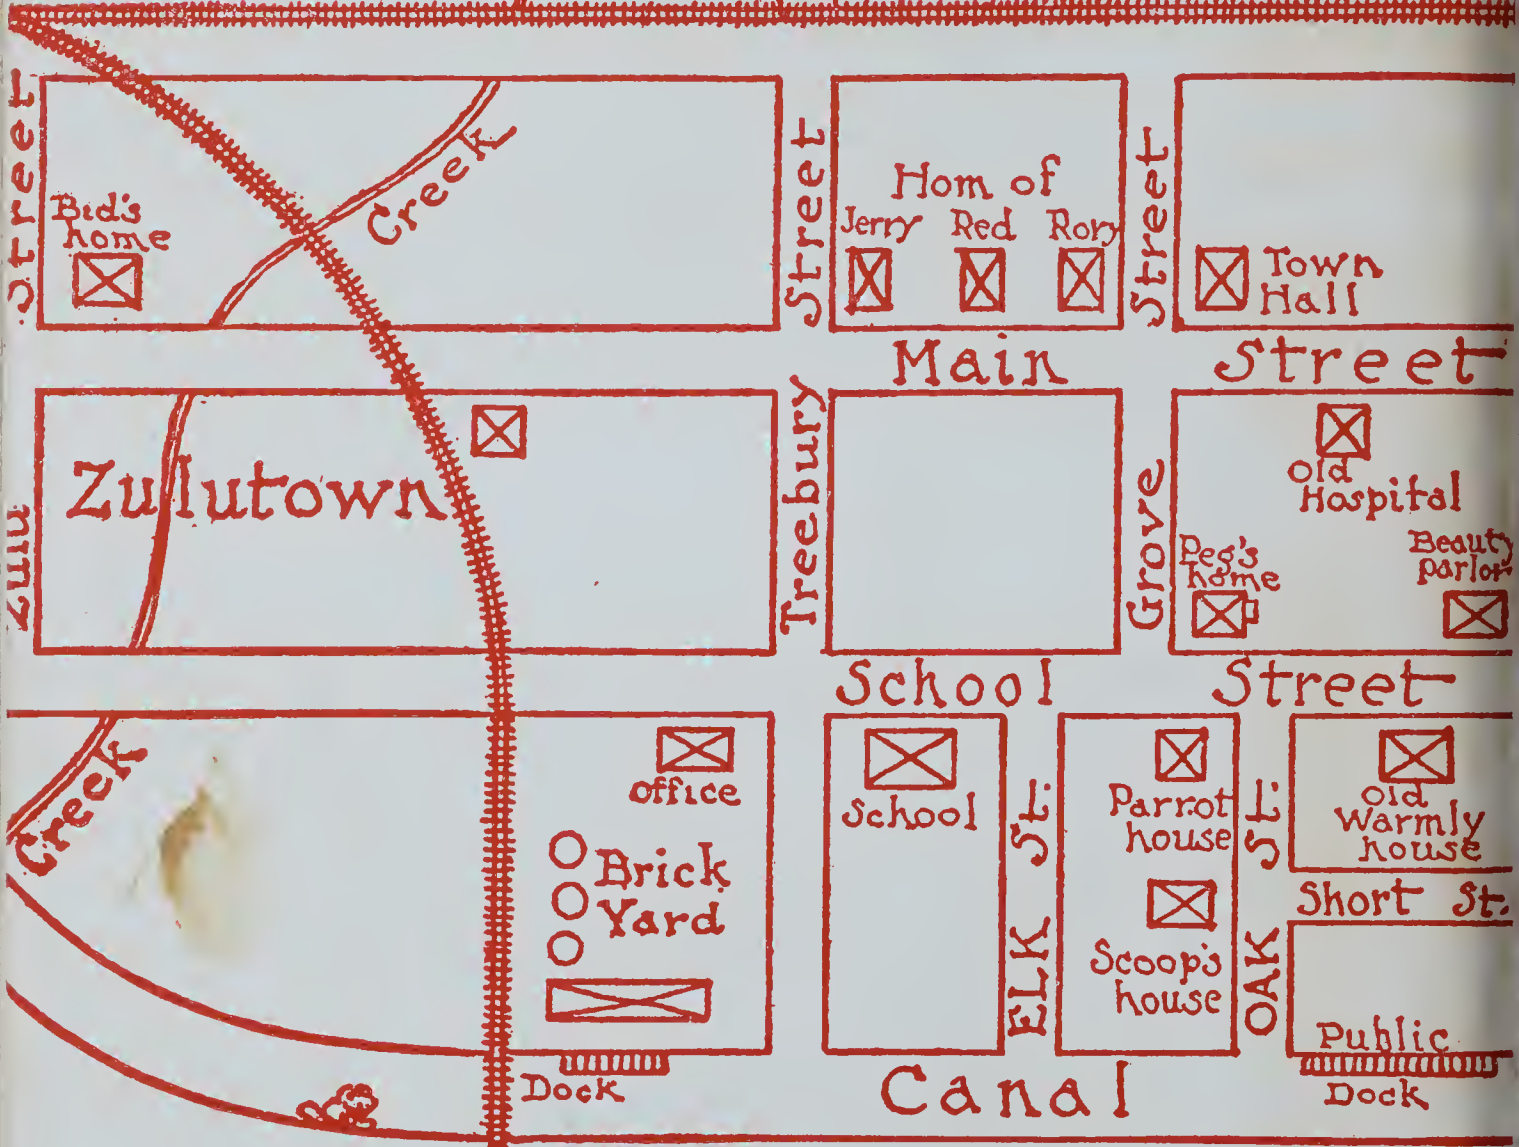 Street
Bid's
home
Creek
Street
Hom of
Jerry Red Rory
Street
Town
Hall
Main Street
Zulutown
Zulu
Treebury
Grove
Old
Hospital
Peg's
home
Beauty
parlor
School Street
Creek
Office
Brick
Yard
Dock
School
ELK St.
Parrot
house
Scoop's
house
OAK St.
Old
Warmly
house
Short St.
Public
Dock
Canal